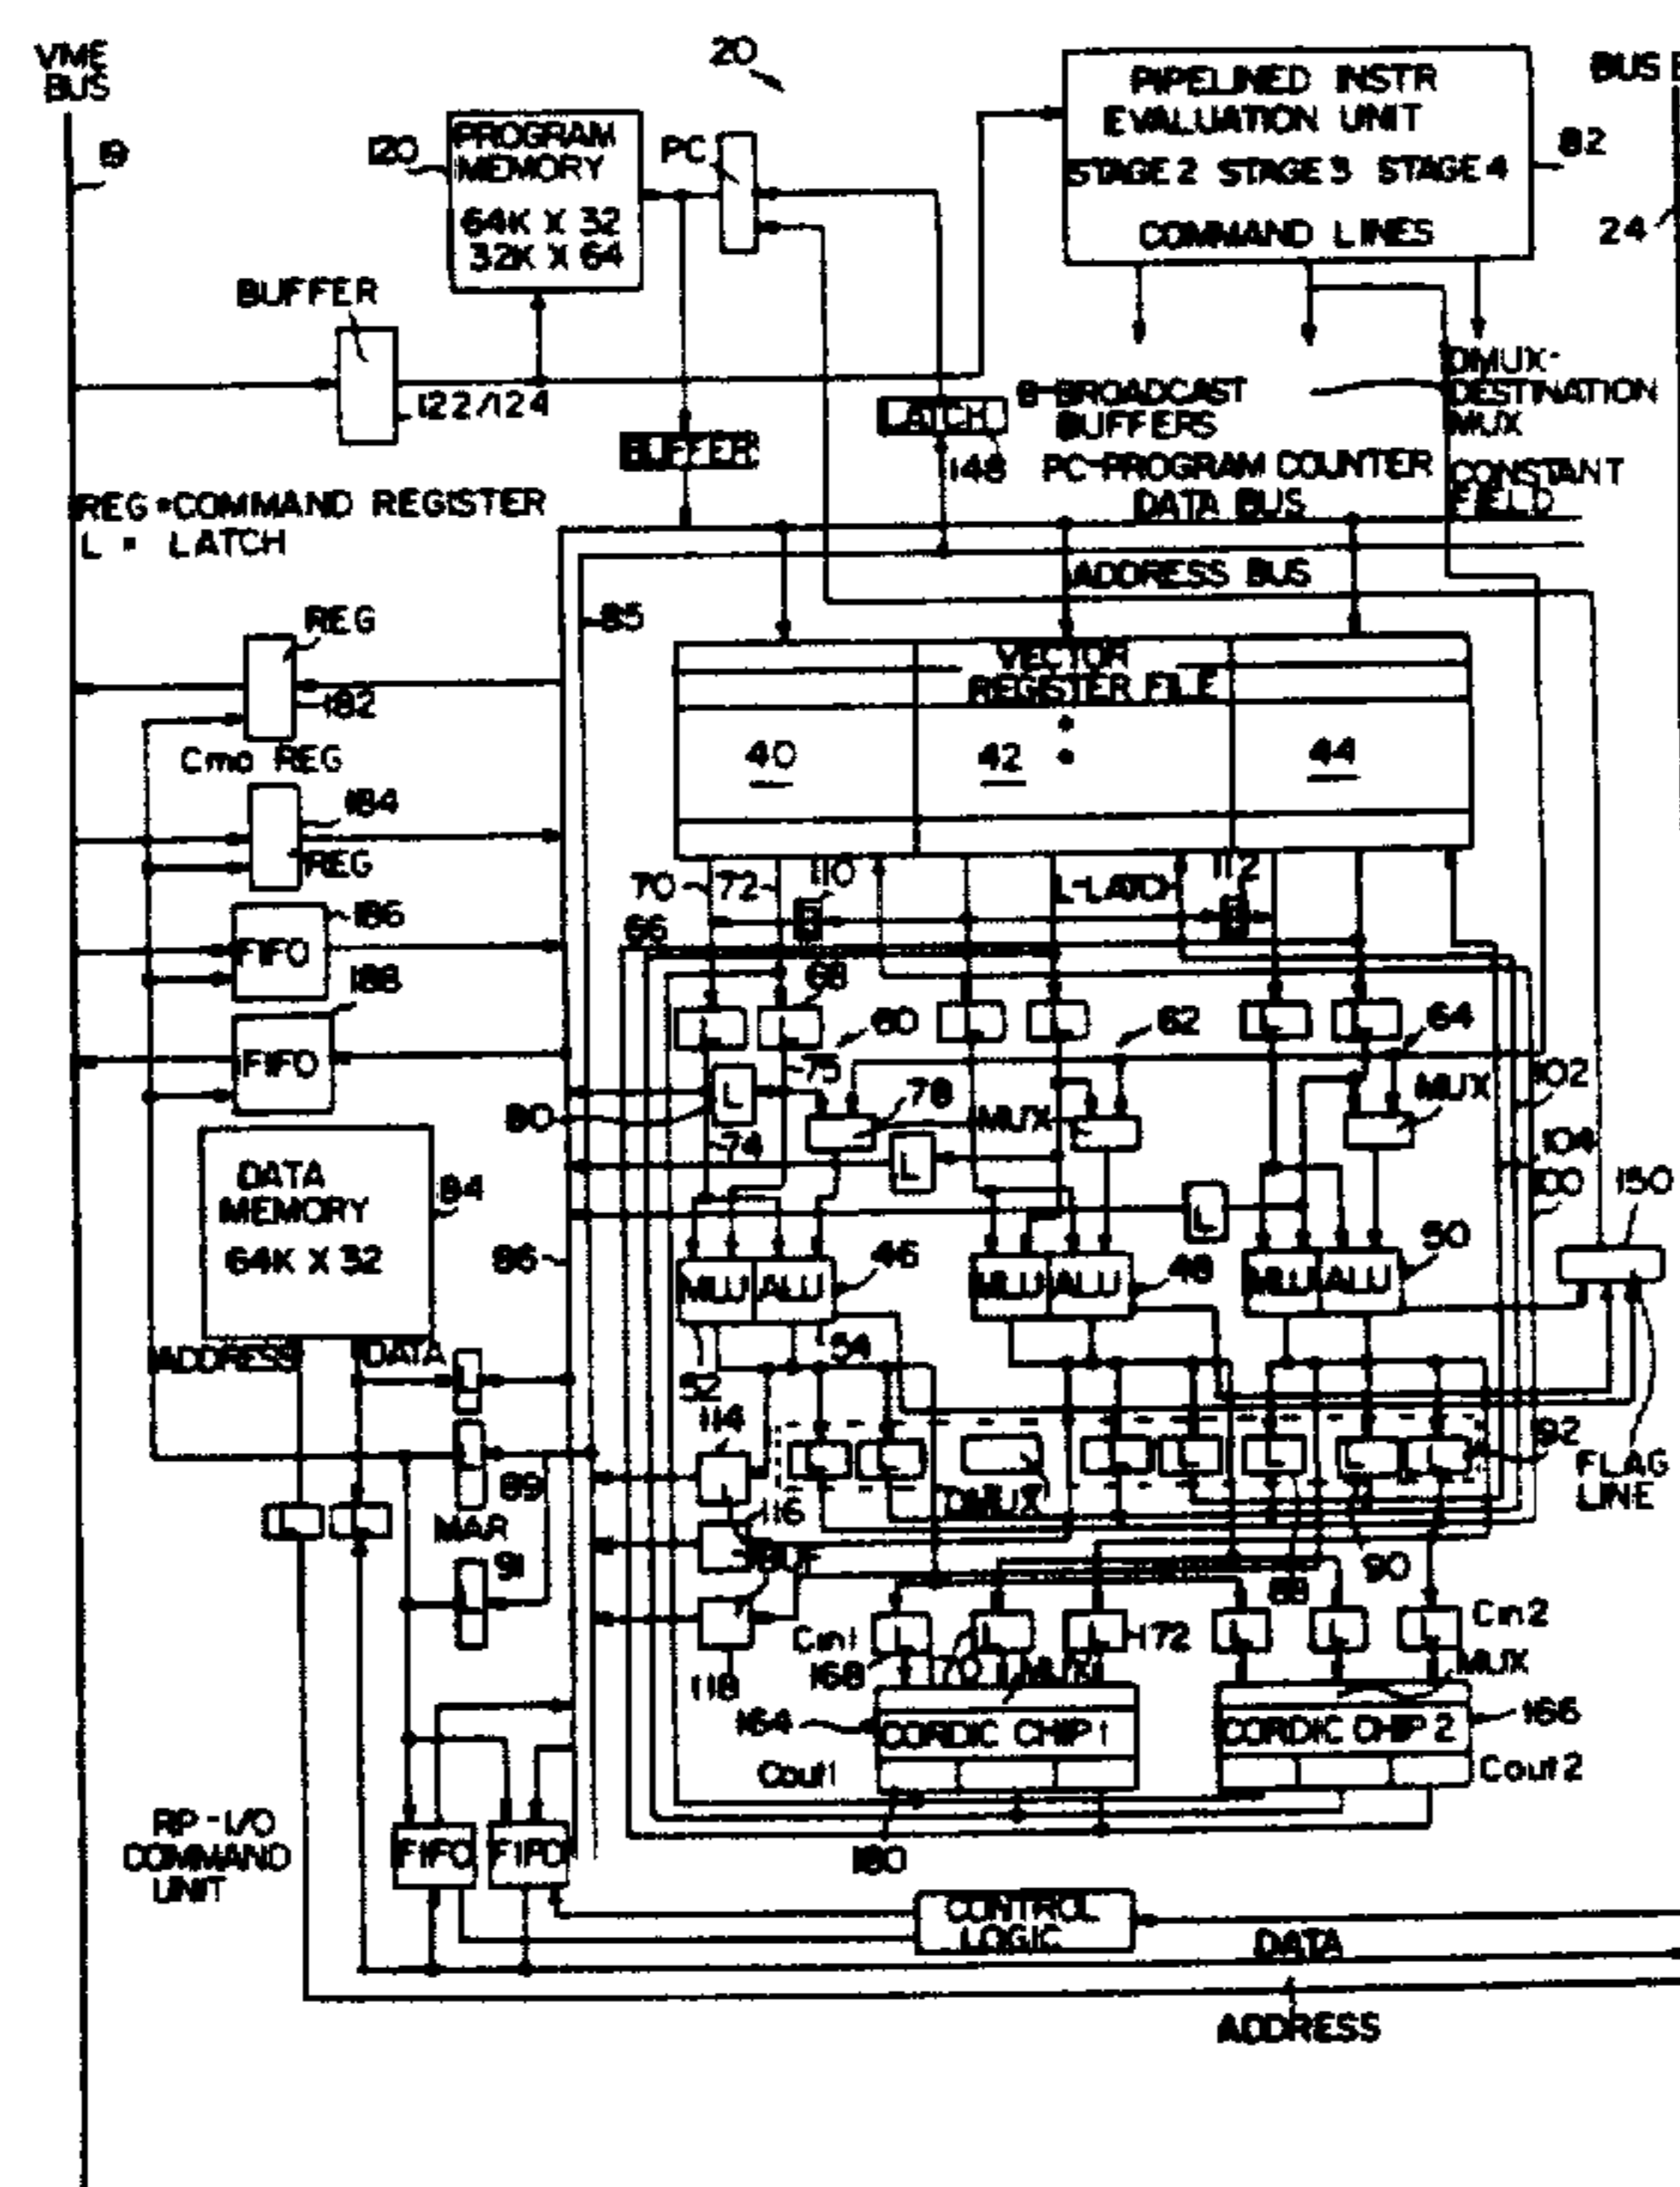 VME
BUS
19
20
120
PROGRAM
MEMORY
64K X 32
32K X 64
PC
PIPELINED INSTR
EVALUATION UNIT
STAGE 2 STAGE 3 STAGE 4
COMMAND LINES
82
BUS
24
BUFFER
122/124
BUFFER
LATCH
148
B-BROADCAST
BUFFERS
DMUX-
DESTINATION
MUX
PC-PROGRAM COUNTER
DATA BUS
CONSTANT
FIELD
REG = COMMAND REGISTER
L = LATCH
ADDRESS BUS
85
REG
182
Cmo REG
184
REG
186
FIFO
188
FIFO
VECTOR
REGISTER FILE
40
42
44
70
72
110
L-LATCH
112
66
68
60
62
64
75
L
80
78
MUX
MUX
74
L
L
102
104
100
150
DATA
MEMORY
64K X 32
84
86
MLU ALU
46
MLU ALU
48
MLU ALU
50
ADDRESS
DATA
52
54
114
92
FLAG
LINE
89
MAR
91
116
BUF
118
DMUX
88
90
Cin1
168
170
MUX
172
Cin2
MUX
164
CORDIC CHIP 1
CORDIC CHIP 2
166
Cout1
Cout2
180
RP-I/O
COMMAND
UNIT
FIFO
FIFO
CONTROL
LOGIC
DATA
ADDRESS